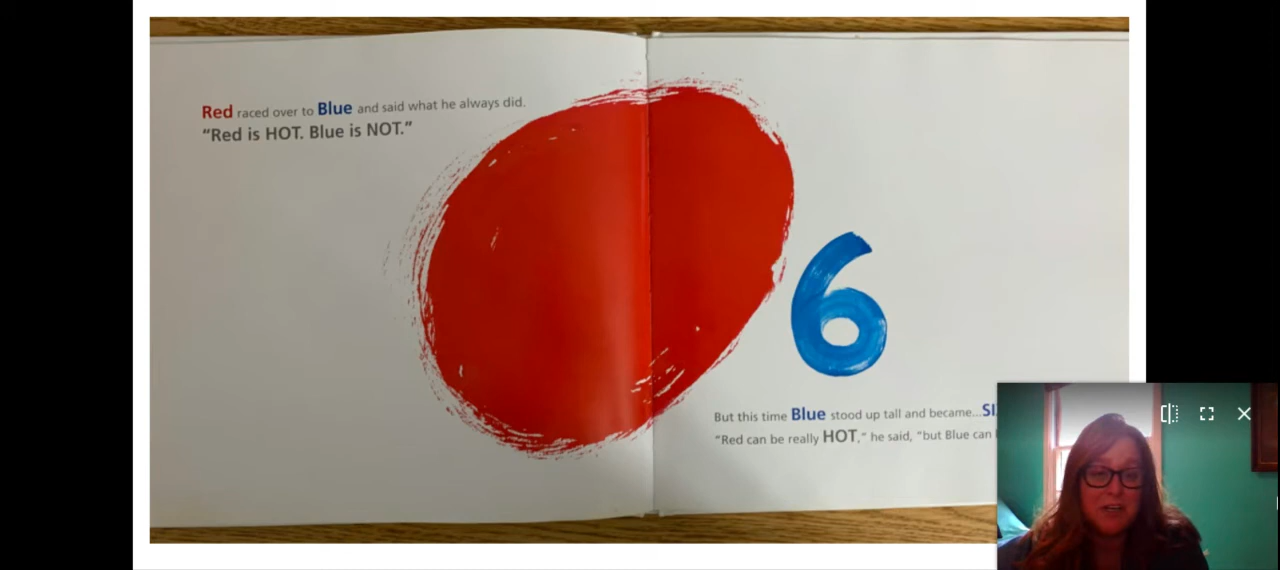 Red raced over to Blue and said what he always did.
“Red is HOT. Blue is NOT.”
6
But this time Blue stood up tall and became...
“Red can be really HOT,” he said, “but Blue can